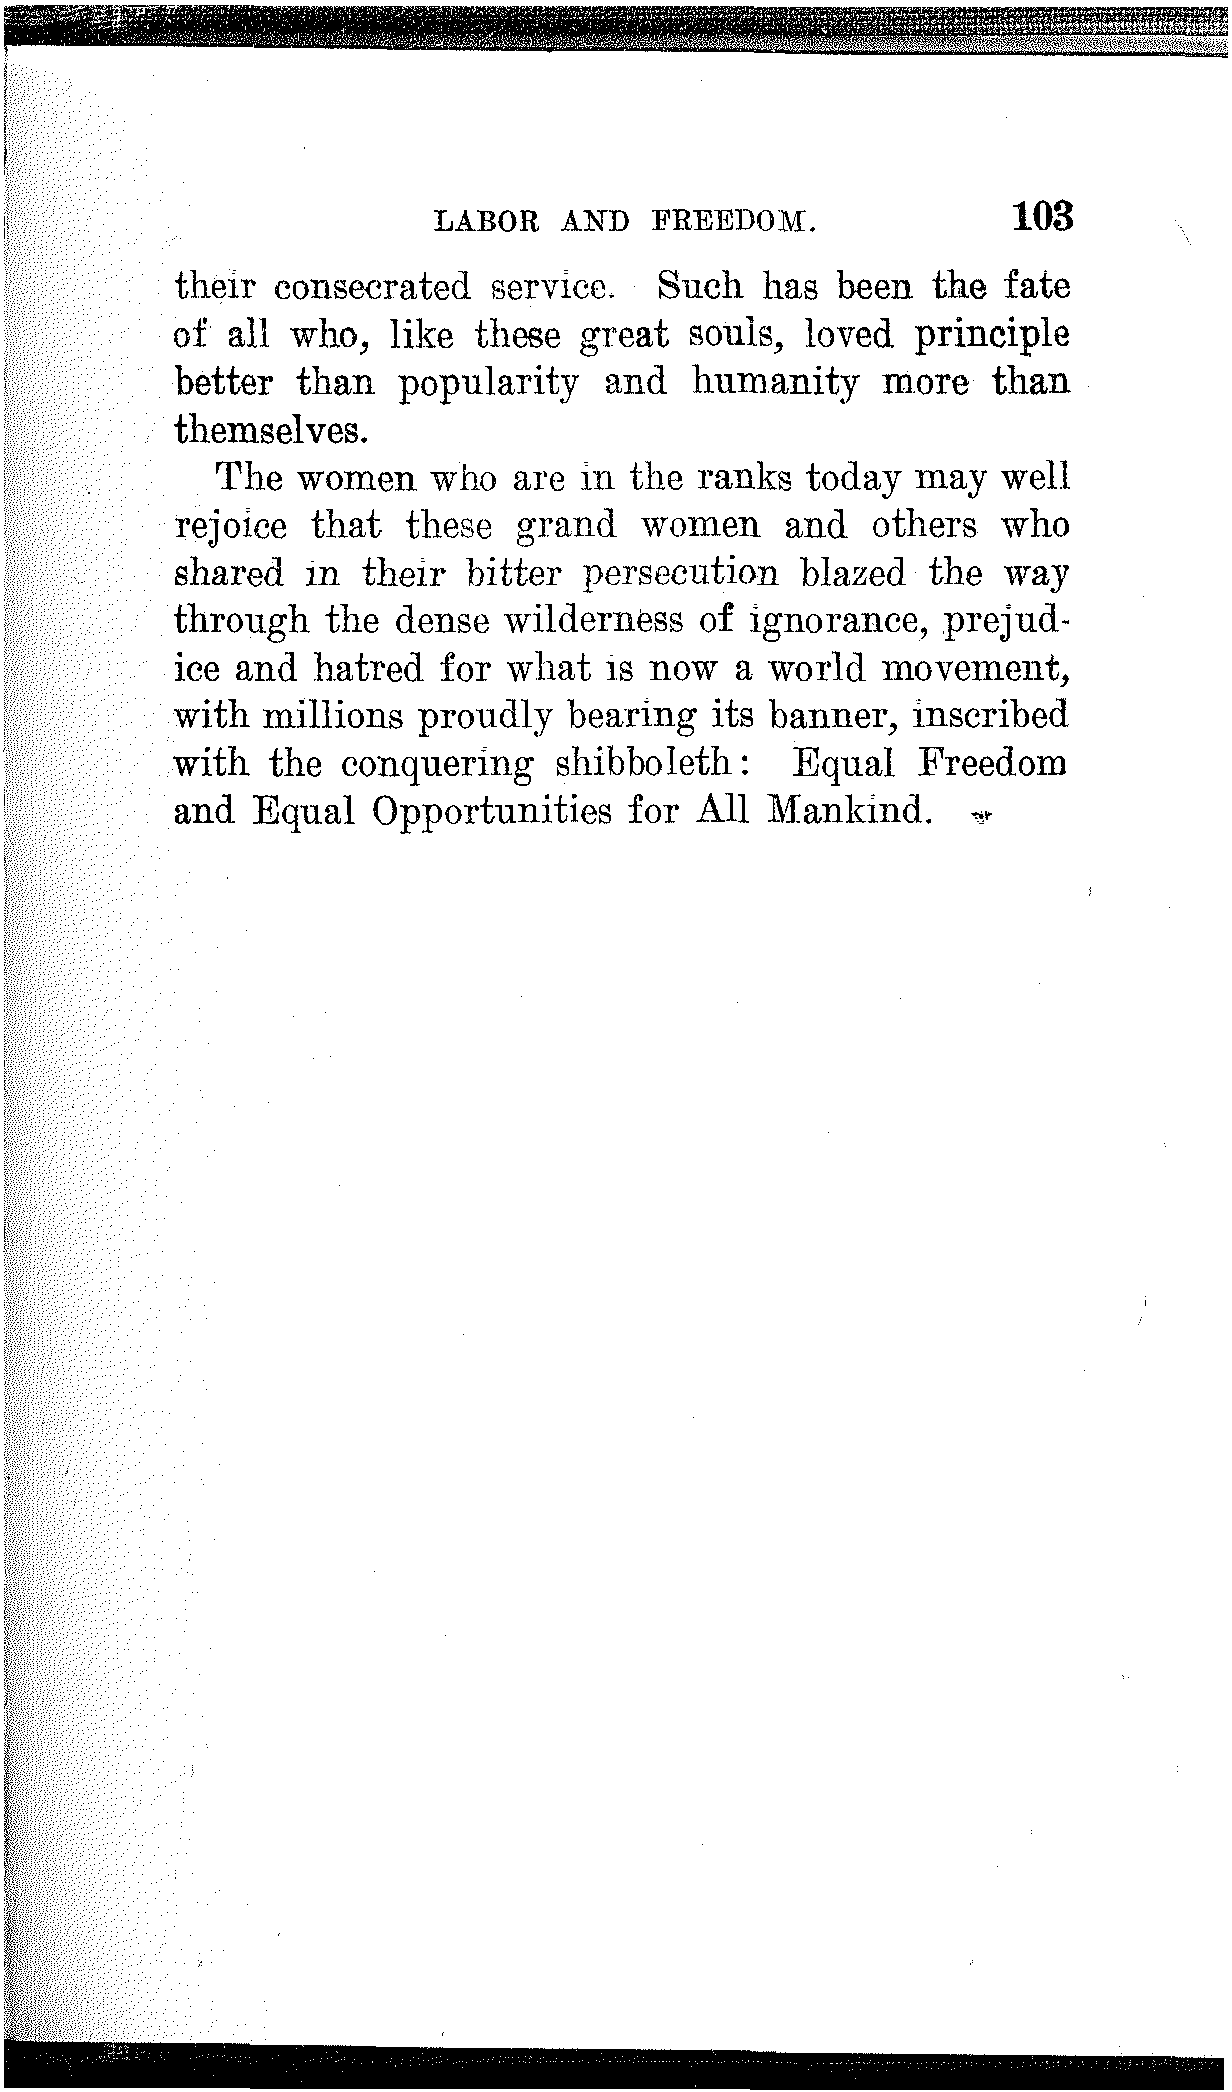 LABOR AND FREEDOM. 103
their consecrated service. Such has been the fate
of all who, like these great souls, loved principle
better than popularity and humanity more than
themselves.
The women who are in the ranks today may well
rejoice that these grand women and others who
shared in their bitter persecution blazed the way
through the dense wilderness of ignorance, prejud-
ice and hatred for what is now a world movement,
with millions proudly bearing its banner, inscribed
with the conquering shibboleth: Equal Freedom
and Equal Opportunities for All Mankind.